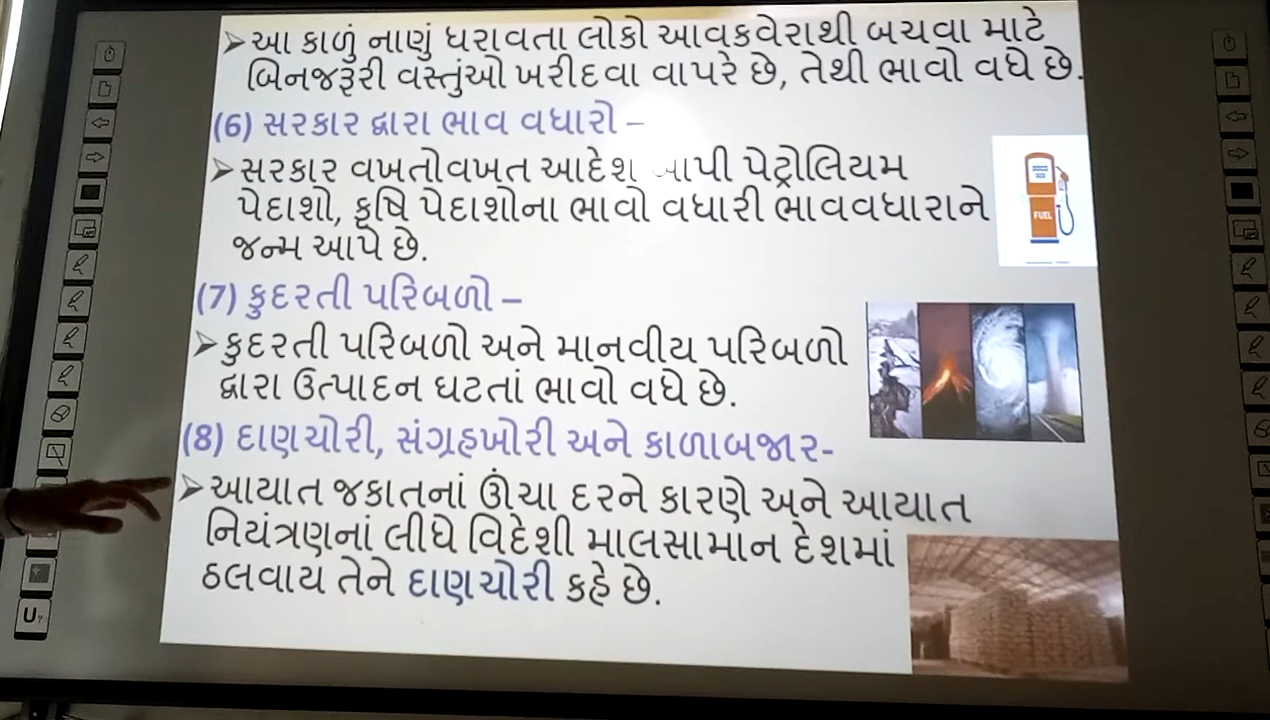 ➤ આ કાળું નાણું ધરાવતા લોકો આવકવેરાથી બચવા માટે
બિનજરૂરી વસ્તુંઓ ખરીદવા વાપરે છે, તેથી ભાવો વધે છે.
(6) સરકાર દ્વારા ભાવ વધારો –
➤ સરકાર વખતોવખત આદેશ આપી પેટ્રોલિયમ
પેદાશો, કૃષિ પેદાશોના ભાવો વધારી ભાવવધારાને
જન્મ આપે છે.
FUEL
(7) કુદરતી પરિબળો –
➤ કુદરતી પરિબળો અને માનવીય પરિબળો
દ્વારા ઉત્પાદન ઘટતાં ભાવો વધે છે.
(8) દાણચોરી, સંગ્રહખોરી અને કાળાબજાર-
➤ આયાત જકાતનાં ઊંચા દરને કારણે અને આયાત
નિયંત્રણનાં લીધે વિદેશી માલસામાન દેશમાં
ઠલવાય તેને દાણચોરી કહે છે.